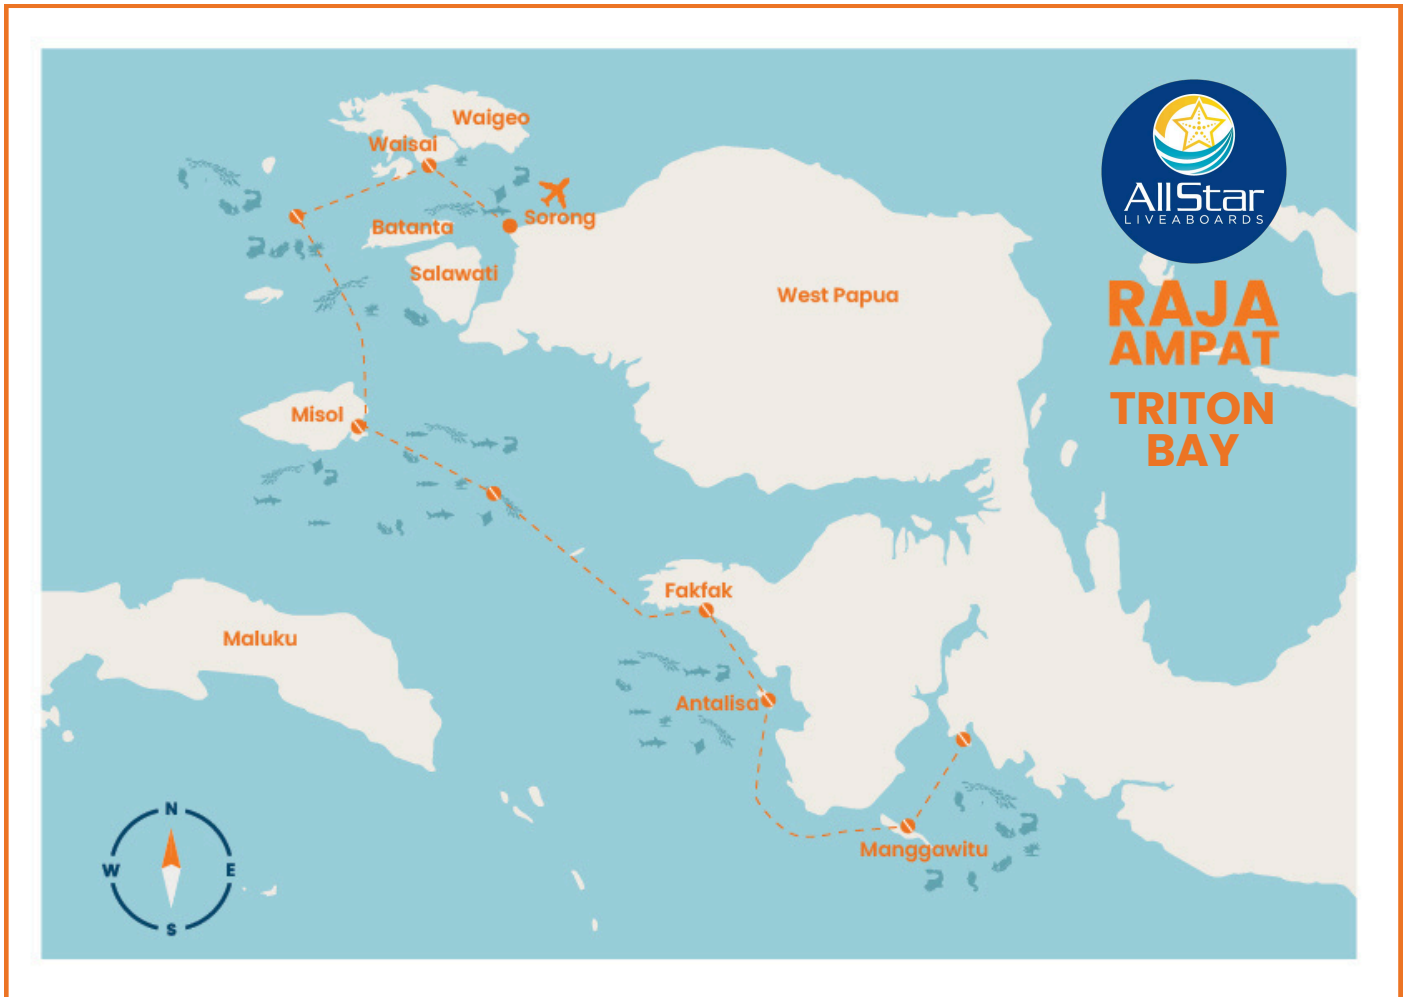 Waigeo
Waisai
Sorong
Batanta
Salawati
West Papua
Misol
Fakfak
Maluku
Antalisa
Manggawitu
AllStar
LIVEABOARDS
RAJA
AMPAT
TRITON
BAY
N
W E
S